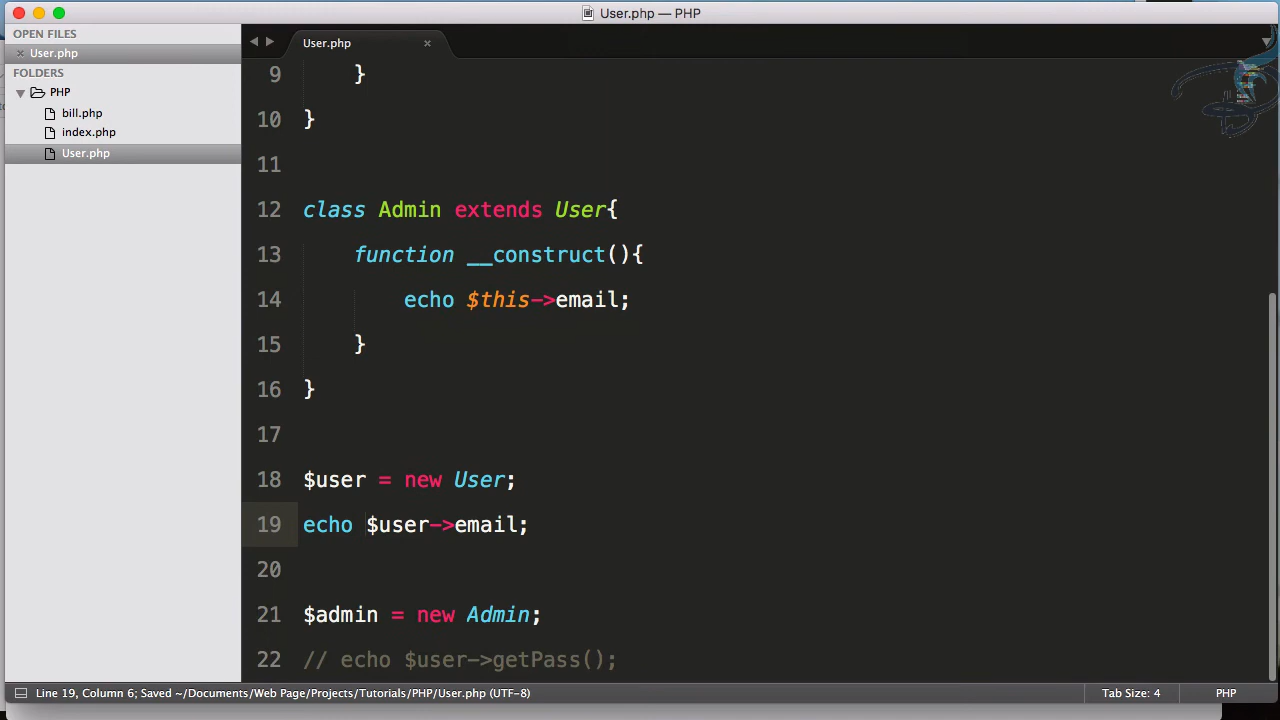 User.php — PHP
OPEN FILES
User.php
FOLDERS
PHP
bill.php
index.php
User.php
User.php
9 }
10 }
11
12 class Admin extends User{
13 function __construct(){
14 echo $this->email;
15 }
16 }
17
18 $user = new User;
19 echo $user->email;
20
21 $admin = new Admin;
22 // echo $user->getPass();
Line 19, Column 6; Saved ~/Documents/Web Page/Projects/Tutorials/PHP/User.php (UTF-8)
Tab Size: 4
PHP